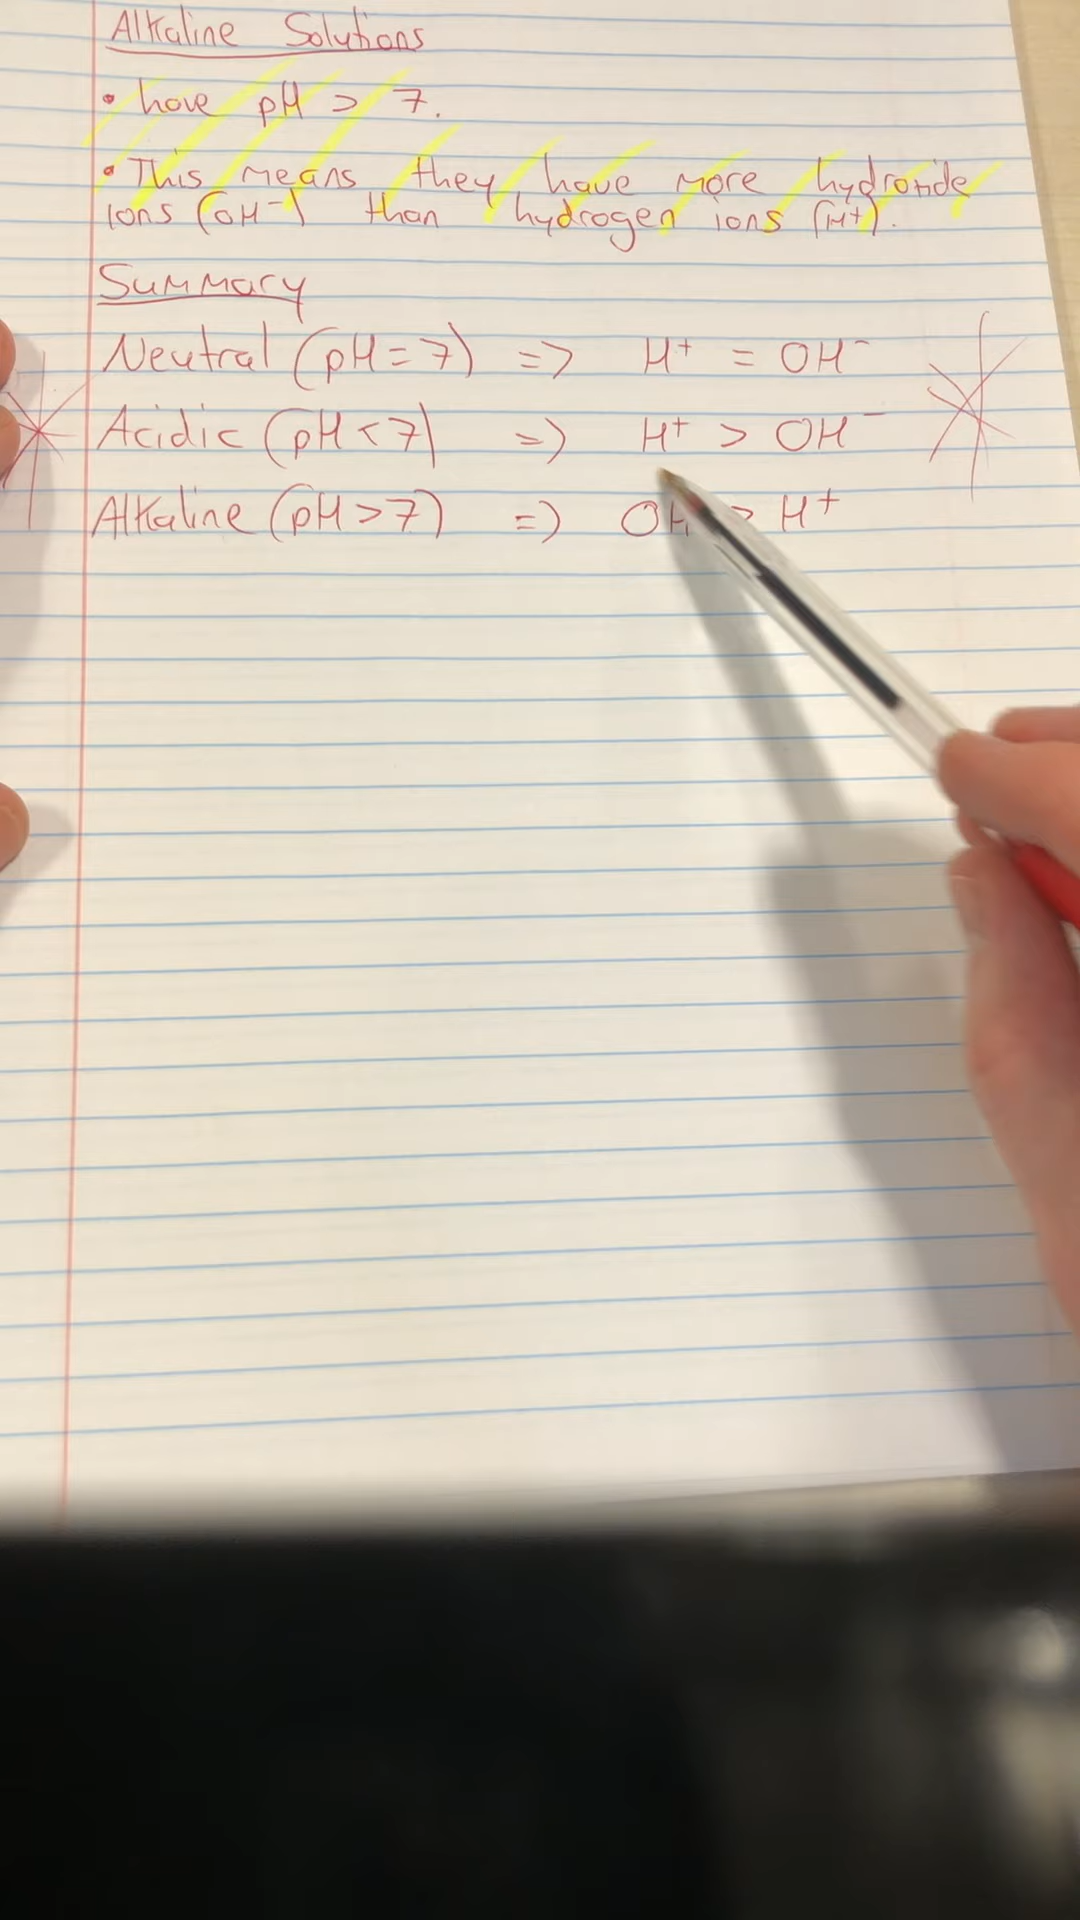 Alkaline Solutions
• have pH > 7.
• This means they have more hydroxide
ions (OH⁻) than hydrogen ions (H⁺).
Summary
Neutral (pH = 7) => H⁺ = OH⁻
Acidic (pH < 7) => H⁺ > OH⁻
Alkaline (pH > 7) => OH > H⁺